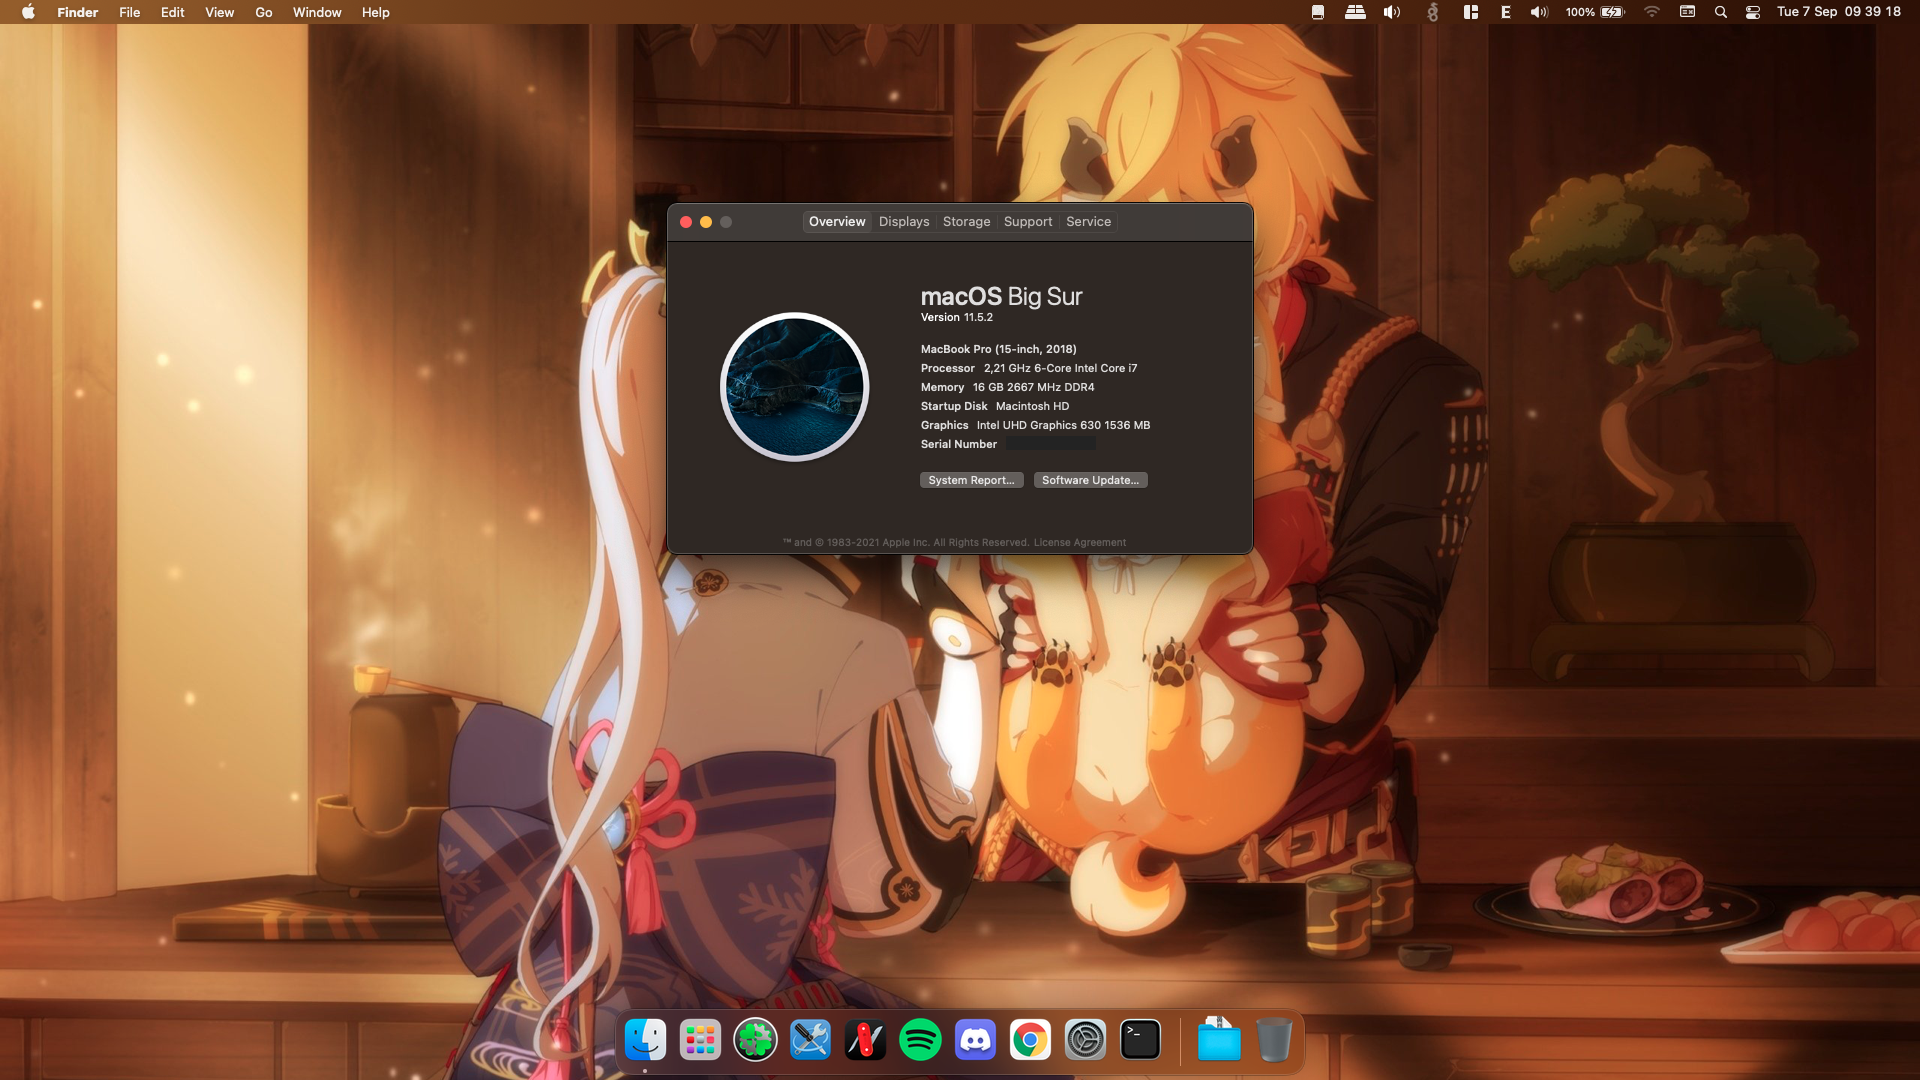 Finder File Edit View Go Window Help
E 100% Tue 7 Sep 09 39 18
Overview Displays Storage Support Service
macOS Big Sur
Version 11.5.2
MacBook Pro (15-inch, 2018)
Processor 2,21 GHz 6-Core Intel Core i7
Memory 16 GB 2667 MHz DDR4
Startup Disk Macintosh HD
Graphics Intel UHD Graphics 630 1536 MB
Serial Number
System Report... Software Update...
™ and © 1983-2021 Apple Inc. All Rights Reserved. License Agreement
>_